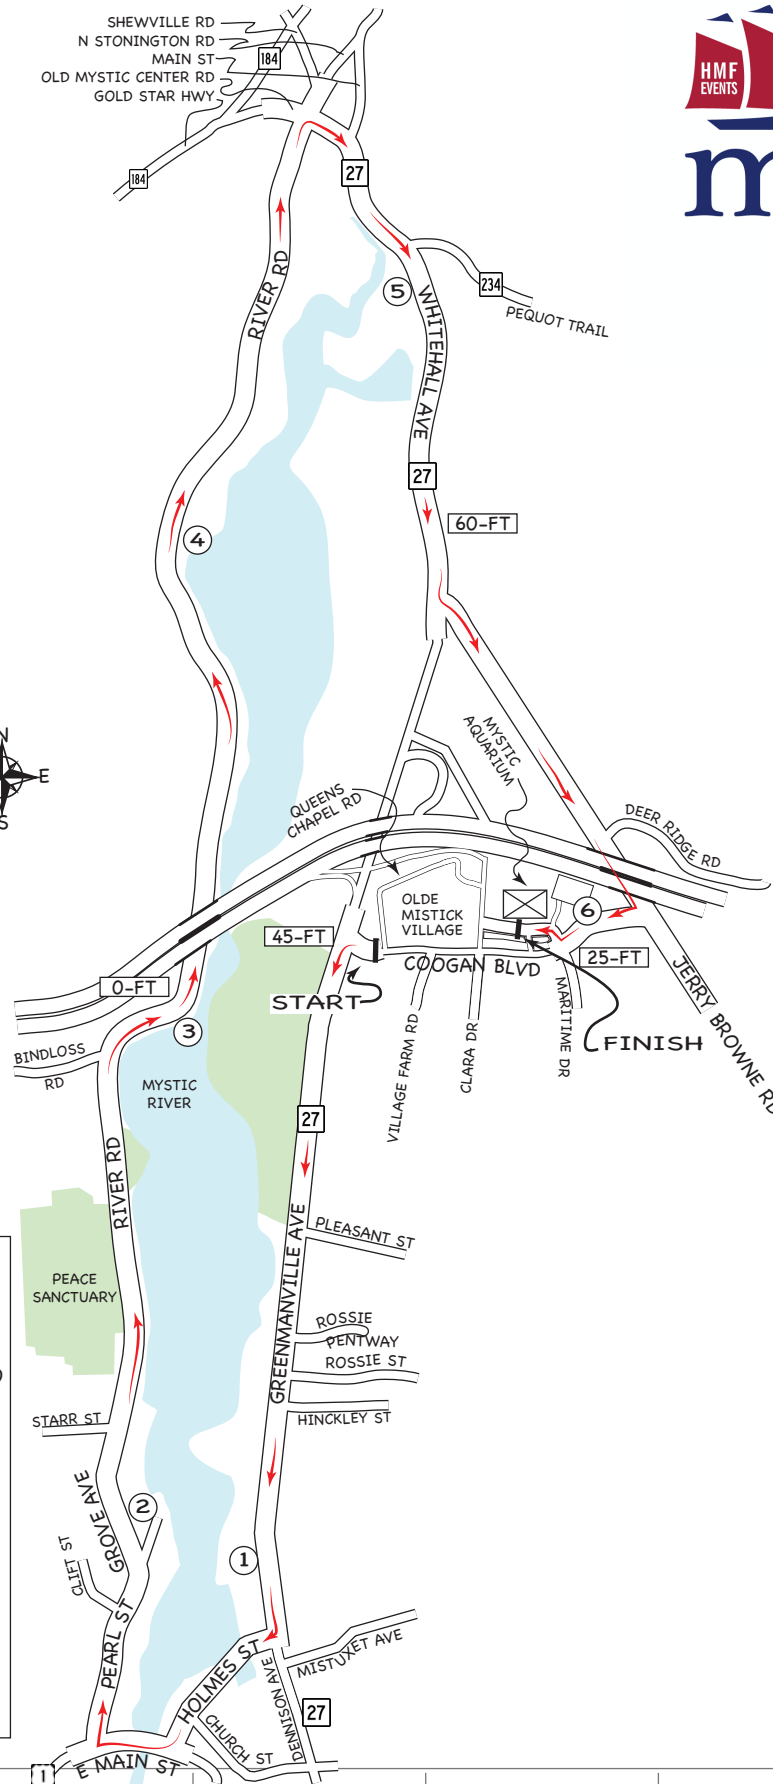 SHEWVILLE RD
N STONINGTON RD
MAIN ST
OLD MYSTIC CENTER RD
GOLD STAR HWY
184
184
HMF
EVENTS
m
27
234
PEQUOT TRAIL
RIVER RD
5
WHITEHALL AVE
27
60-FT
4
N
E
S
MYSTIC
AQUARIUM
QUEENS
CHAPEL RD
DEER RIDGE RD
OLDE
MISTICK
VILLAGE
6
45-FT
COOGAN BLVD
25-FT
0-FT
START
JERRY BROWNE RD
3
VILLAGE FARM RD
CLARA DR
MARITIME DR
FINISH
BINDLOSS
RD
MYSTIC
RIVER
27
RIVER RD
PLEASANT ST
GREENMANVILLE AVE
PEACE
SANCTUARY
ROSSIE
PENTWAY
ROSSIE ST
STARR ST
HINCKLEY ST
GROVE AVE
2
CLIFT ST
1
PEARL ST
HOLMES ST
MISTUXET AVE
DENNISON AVE
27
CHURCH ST
E MAIN ST
1